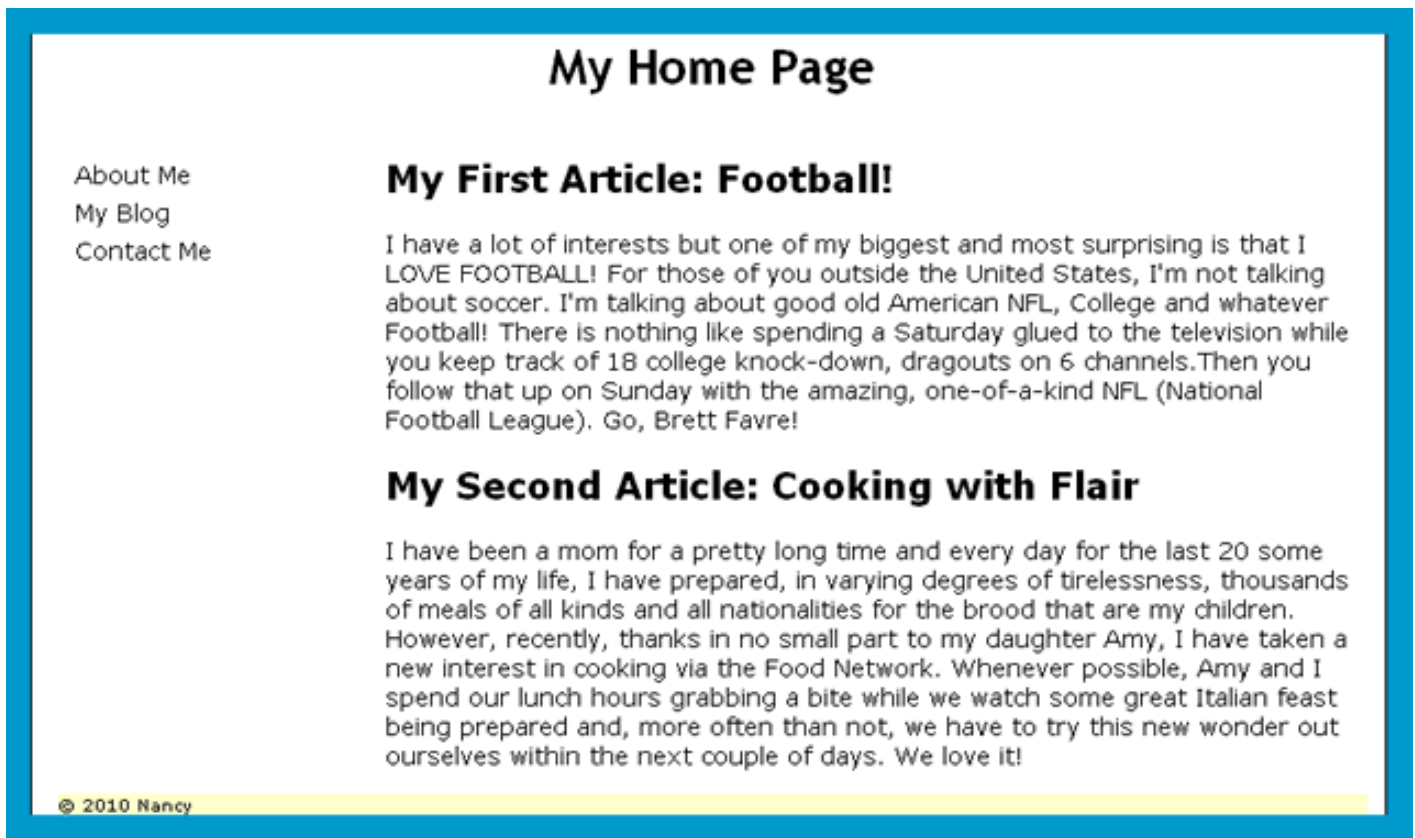 My Home Page
About Me
My Blog
Contact Me
My First Article: Football!
I have a lot of interests but one of my biggest and most surprising is that I
LOVE FOOTBALL! For those of you outside the United States, I'm not talking
about soccer. I'm talking about good old American NFL, College and whatever
Football! There is nothing like spending a Saturday glued to the television while
you keep track of 18 college knock-down, dragouts on 6 channels.Then you
follow that up on Sunday with the amazing, one-of-a-kind NFL (National
Football League). Go, Brett Favre!
My Second Article: Cooking with Flair
I have been a mom for a pretty long time and every day for the last 20 some
years of my life, I have prepared, in varying degrees of tirelessness, thousands
of meals of all kinds and all nationalities for the brood that are my children.
However, recently, thanks in no small part to my daughter Amy, I have taken a
new interest in cooking via the Food Network. Whenever possible, Amy and I
spend our lunch hours grabbing a bite while we watch some great Italian feast
being prepared and, more often than not, we have to try this new wonder out
ourselves within the next couple of days. We love it!
© 2010 Nancy